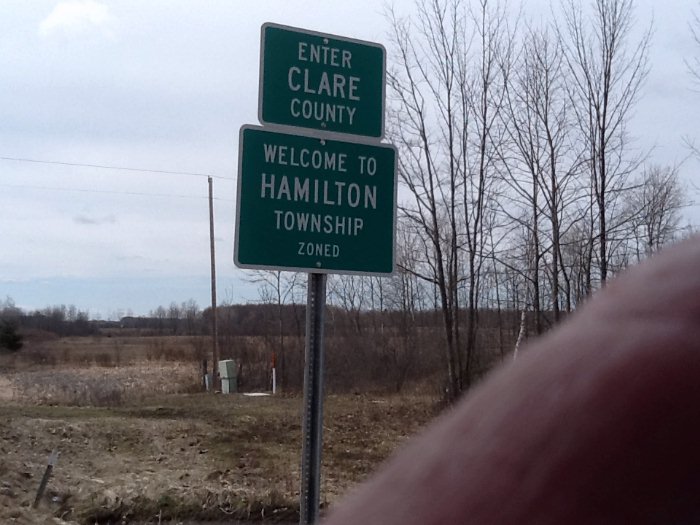 ENTER
CLARE
COUNTY
WELCOME TO
HAMILTON
TOWNSHIP
ZONED